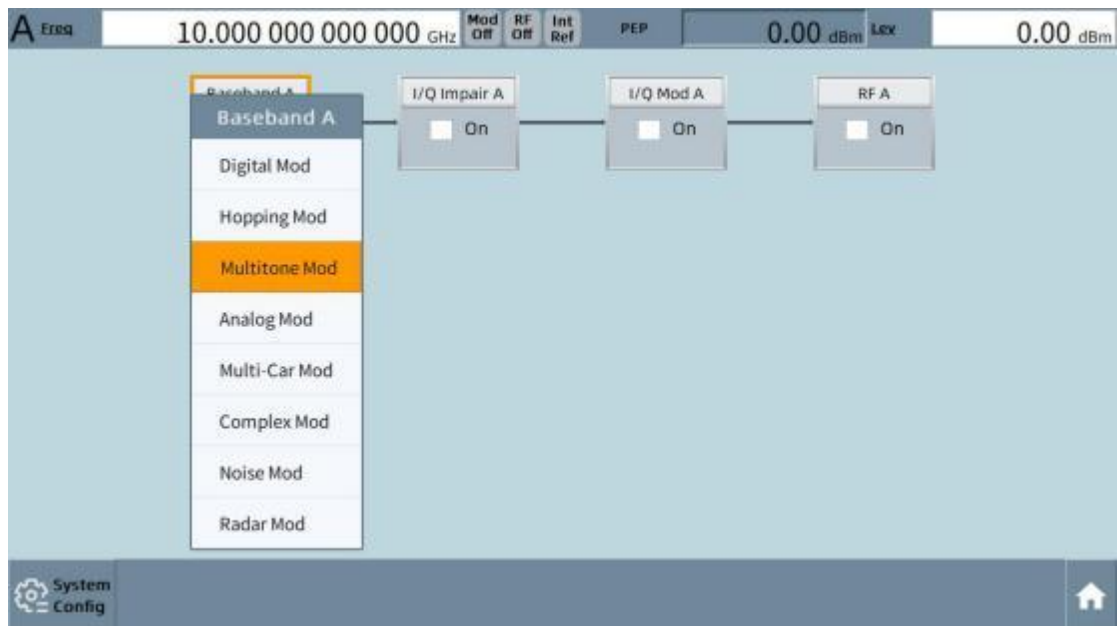 A Freq 10.000 000 000 000 GHz Mod Off RF Off Int Ref PEP 0.00 dBm Lev 0.00 dBm
Baseband A I/Q Impair A I/Q Mod A RF A
On On On
Baseband A
Digital Mod
Hopping Mod
Multitone Mod
Analog Mod
Multi-Car Mod
Complex Mod
Noise Mod
Radar Mod
System
Config